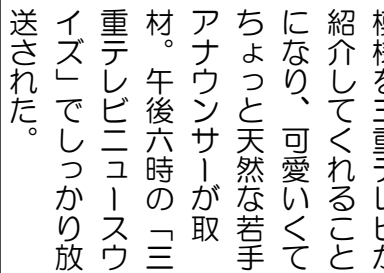 模様を三重テレビが
紹介してくれること
になり、可愛いくて
ちょっと天然な若手
アナウンサーが取
材。午後六時の「三
重テレビニュースウ
イズ」でしっかり放
送された。